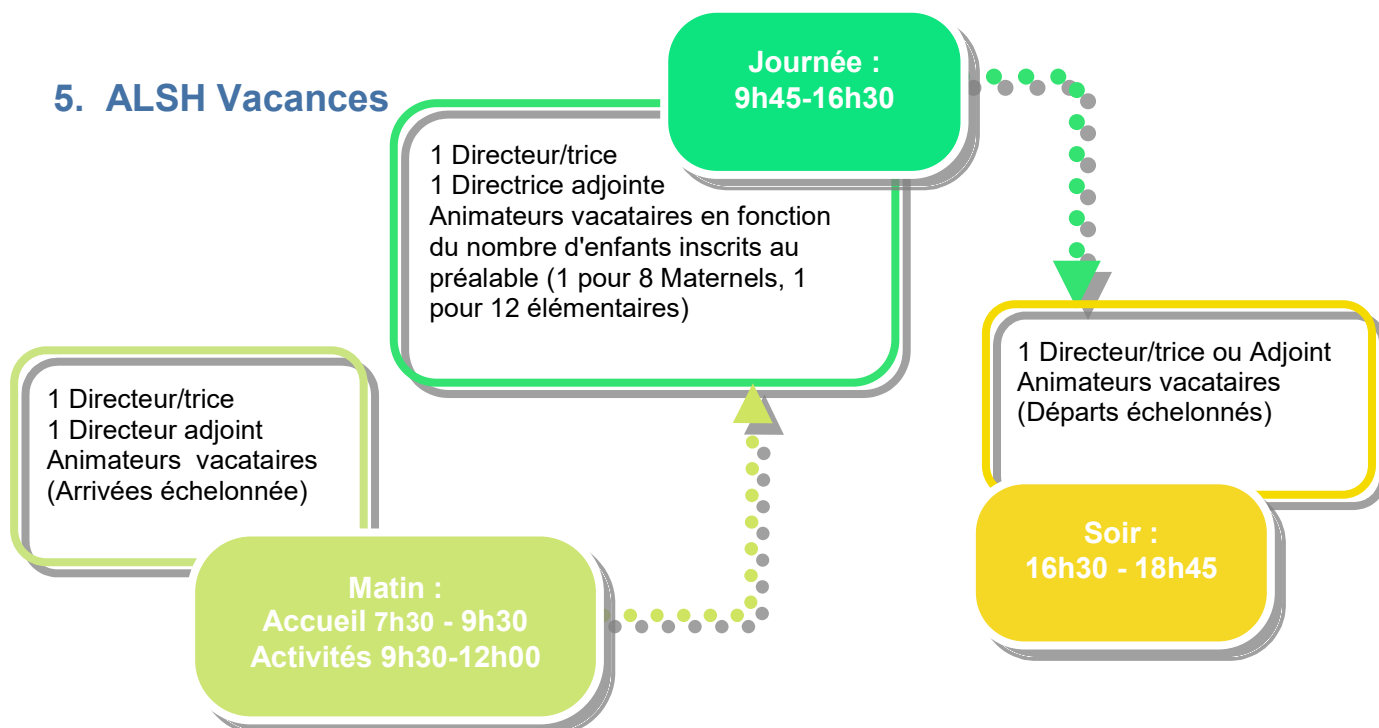 5. ALSH Vacances
1 Directeur/trice
1 Directeur adjoint
Animateurs  vacataires
(Arrivées échelonnée)
Matin :
Accueil 7h30 - 9h30
Activités 9h30-12h00
Journée :
9h45-16h30
1 Directeur/trice
1 Directrice adjointe
Animateurs vacataires en fonction
du nombre d'enfants inscrits au
préalable (1 pour 8 Maternels, 1
pour 12 élémentaires)
1 Directeur/trice ou Adjoint
Animateurs vacataires
(Départs échelonnés)
Soir :
16h30 - 18h45